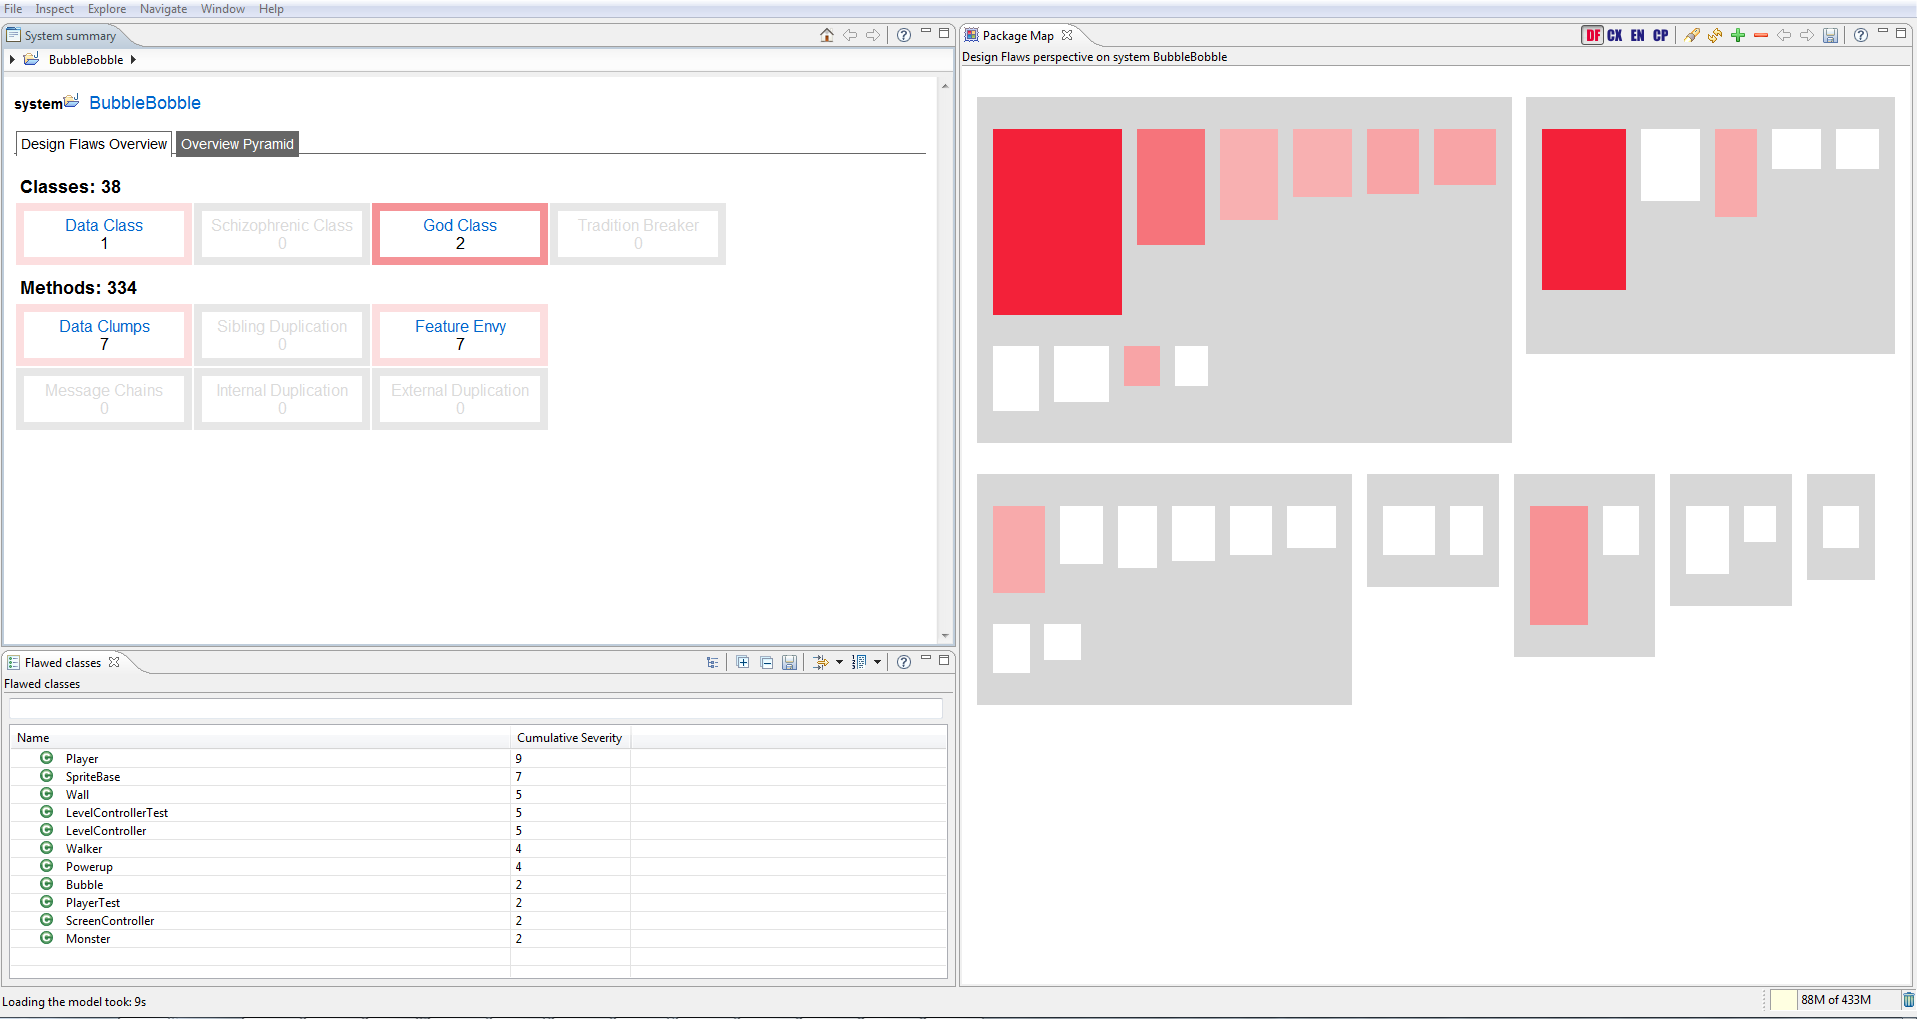 File Inspect Explore Navigate Window Help
System summary
BubbleBobble
system BubbleBobble
Design Flaws Overview Overview Pyramid
Classes: 38
Data Class Schizophrenic Class God Class Tradition Breaker
1 0 2 0
Methods: 334
Data Clumps Sibling Duplication Feature Envy
7 0 7
Message Chains Internal Duplication External Duplication
0 0 0
Flawed classes
Flawed classes
Name Cumulative Severity
Player 9
SpriteBase 7
Wall 5
LevelControllerTest 5
LevelController 5
Walker 4
Powerup 4
Bubble 2
PlayerTest 2
ScreenController 2
Monster 2
Package Map DF CX EN CP
Design Flaws perspective on system BubbleBobble
Loading the model took: 9s
88M of 433M